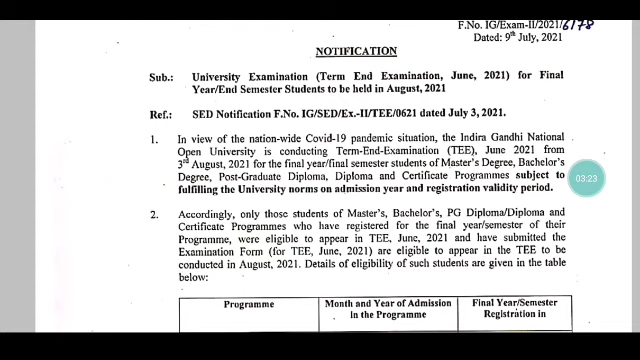 F.No. IG/Exam-II/2021/6178
Dated: 9th July, 2021
NOTIFICATION
Sub.: University Examination (Term End Examination, June, 2021) for Final
Year/End Semester Students to be held in August, 2021
Ref.: SED Notification F.No. IG/SED/Ex.-II/TEE/0621 dated July 3, 2021.
1. In view of the nation-wide Covid-19 pandemic situation, the Indira Gandhi National
Open University is conducting Term-End-Examination (TEE), June 2021 from
3rd August, 2021 for the final year/final semester students of Master's Degree, Bachelor's
Degree, Post-Graduate Diploma, Diploma and Certificate Programmes subject to
fulfilling the University norms on admission year and registration validity period.
03:23
2. Accordingly, only those students of Master's, Bachelor's, PG Diploma/Diploma and
Certificate Programmes who have registered for the final year/semester of their
Programme, were eligible to appear in TEE, June, 2021 and have submitted the
Examination Form (for TEE, June, 2021) are eligible to appear in the TEE to be
conducted in August, 2021. Details of eligibility of such students are given in the table
below:
Programme Month and Year of Admission Final Year/Semester
in the Programme Registration in